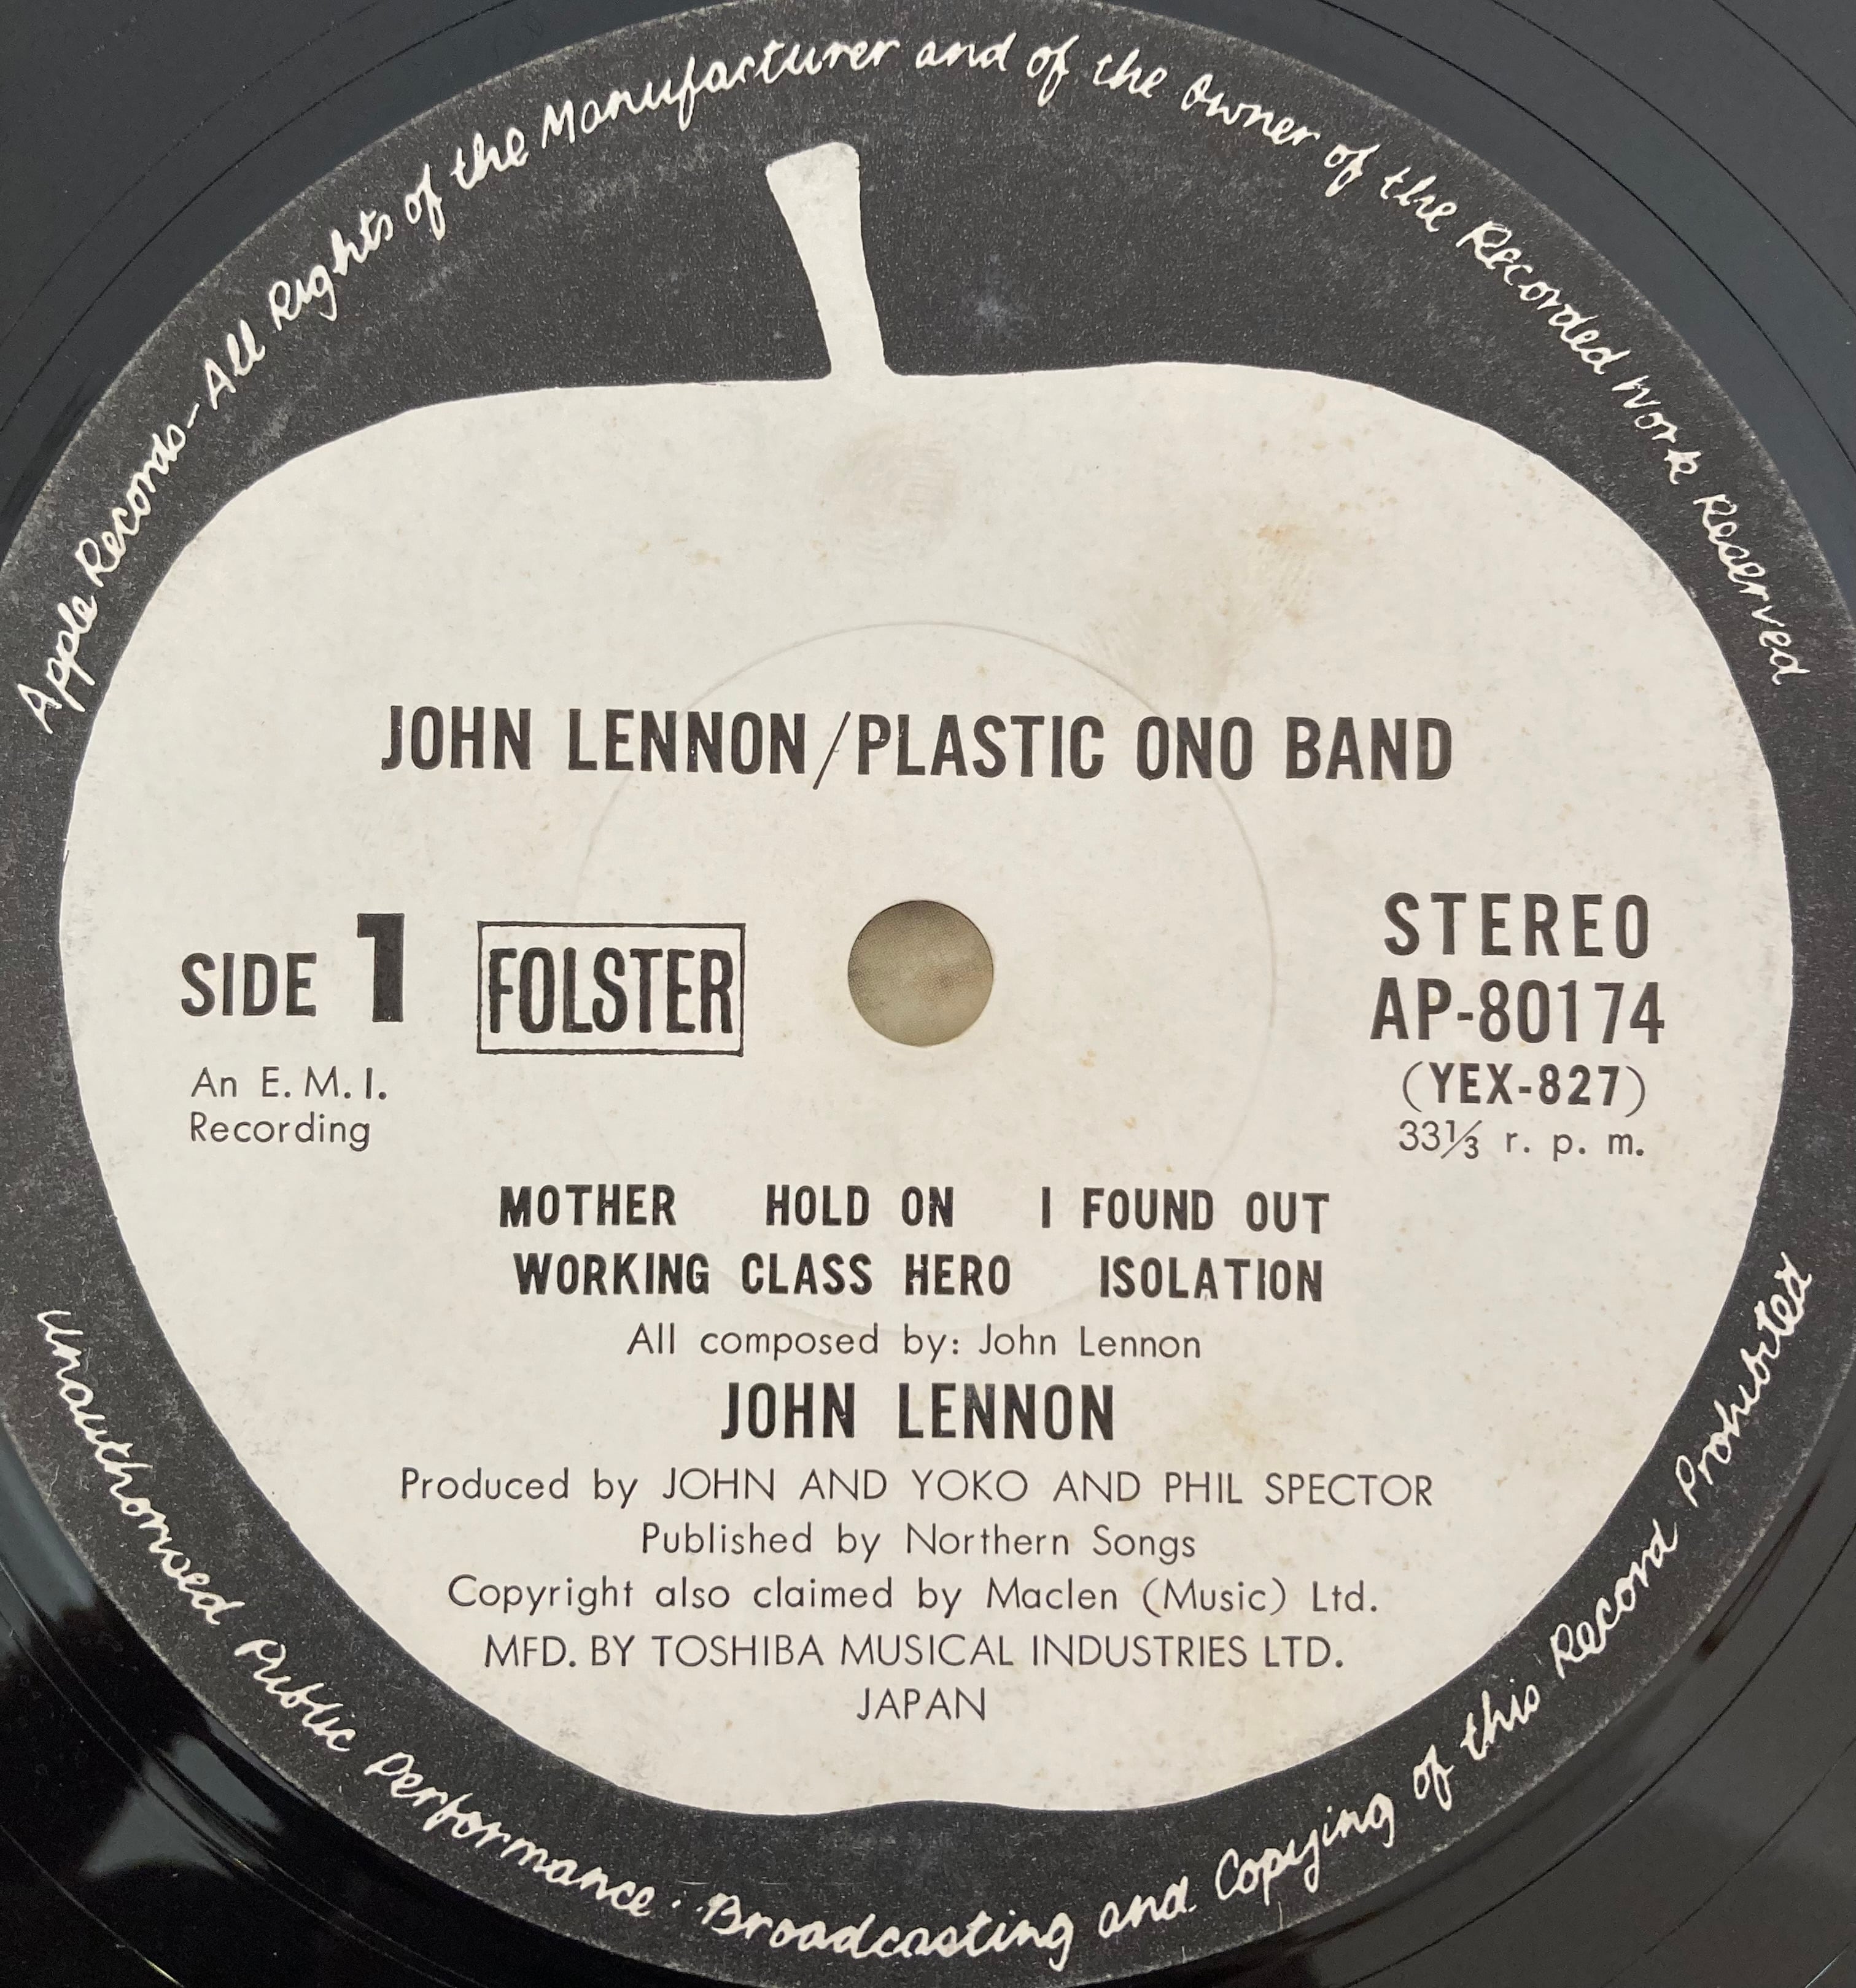 Apple Records-All Rights of the Manufacturer and of the Owner of the Recorded Work Reserved
JOHN LENNON/PLASTIC ONO BAND
SIDE 1
FOLSTER
An E. M. I.
Recording
STEREO
AP-80174
(YEX-827)
33⅓ r. p. m.
MOTHER HOLD ON I FOUND OUT
WORKING CLASS HERO ISOLATION
All composed by: John Lennon
JOHN LENNON
Produced by JOHN AND YOKO AND PHIL SPECTOR
Published by Northern Songs
Copyright also claimed by Maclen (Music) Ltd.
MFD. BY TOSHIBA MUSICAL INDUSTRIES LTD.
JAPAN
Unauthorised Public Performance. Broadcasting and Copying of this Record Prohibited